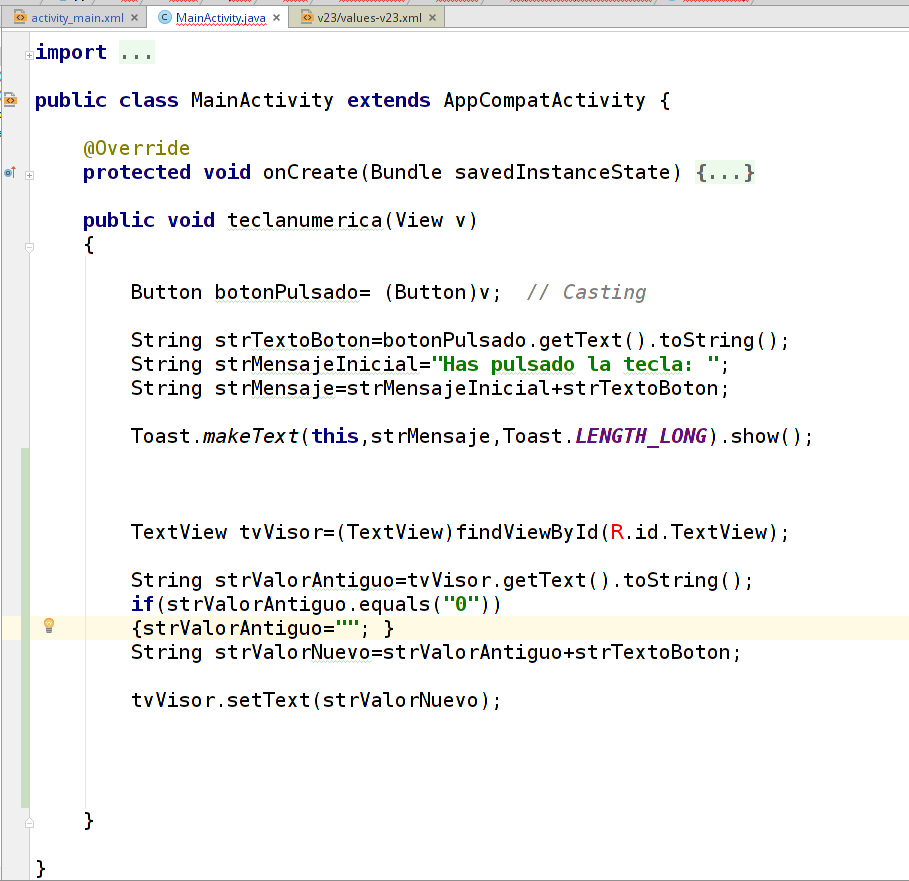 activity_main.xml MainActivity.java v23/values-v23.xml
import ...
public class MainActivity extends AppCompatActivity {
@Override
protected void onCreate(Bundle savedInstanceState) {...}
public void teclanumerica(View v)
{
Button botonPulsado= (Button)v;  // Casting
String strTextoBoton=botonPulsado.getText().toString();
String strMensajeInicial="Has pulsado la tecla: ";
String strMensaje=strMensajeInicial+strTextoBoton;
Toast.makeText(this,strMensaje,Toast.LENGTH_LONG).show();
TextView tvVisor=(TextView)findViewById(R.id.TextView);
String strValorAntiguo=tvVisor.getText().toString();
if(strValorAntiguo.equals("0"))
{strValorAntiguo=""; }
String strValorNuevo=strValorAntiguo+strTextoBoton;
tvVisor.setText(strValorNuevo);
}
}